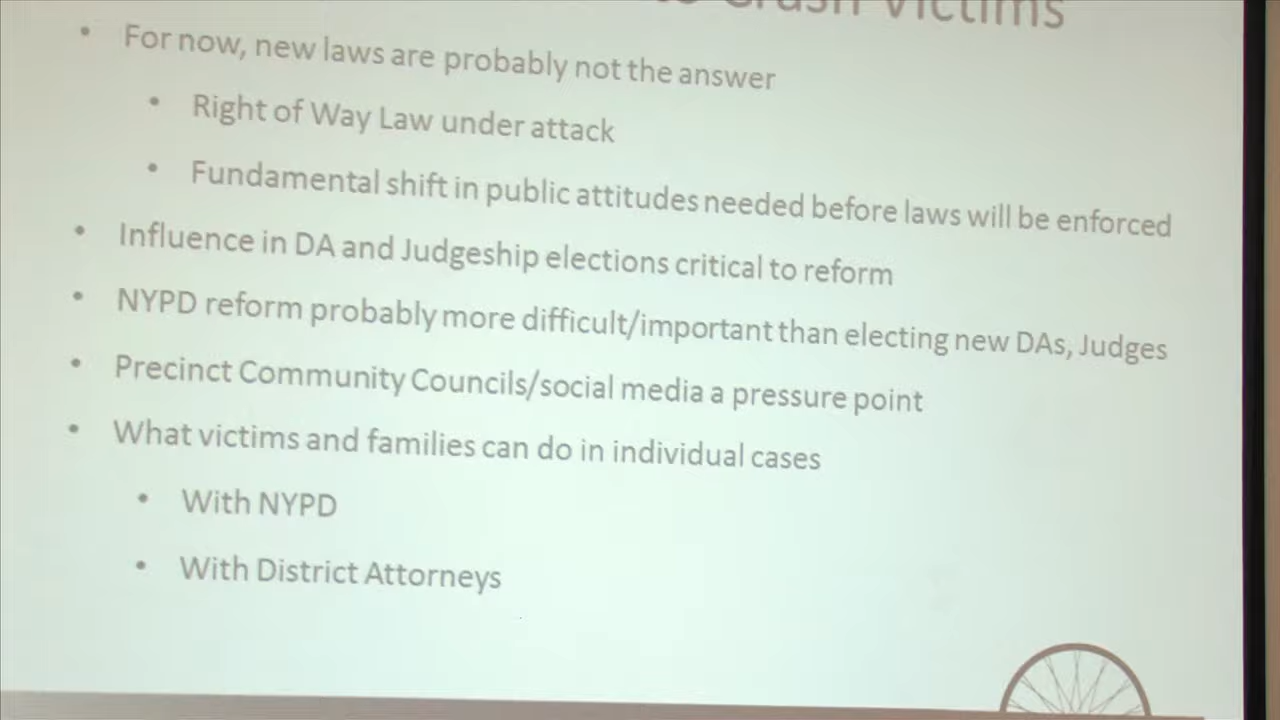 to Crash Victims
For now, new laws are probably not the answer
Right of Way Law under attack
Fundamental shift in public attitudes needed before laws will be enforced
Influence in DA and Judgeship elections critical to reform
NYPD reform probably more difficult/important than electing new DAs, Judges
Precinct Community Councils/social media a pressure point
What victims and families can do in individual cases
With NYPD
With District Attorneys